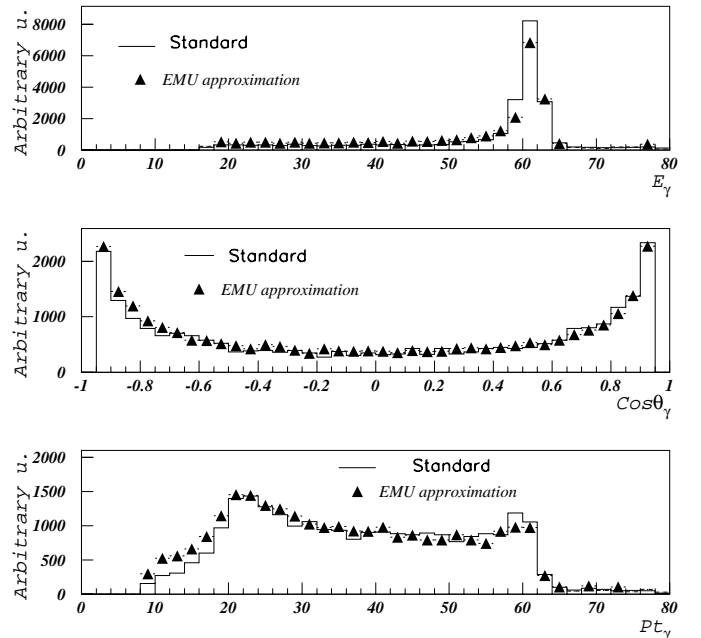 Arbitrary u.
8000
6000
4000
2000
0
Standard
EMU approximation
0 10 20 30 40 50 60 70 80
Eγ
Arbitrary u.
2000
1000
0
Standard
EMU approximation
-1 -0.8 -0.6 -0.4 -0.2 0 0.2 0.4 0.6 0.8 1
Cosθγ
Arbitrary u.
2000
1500
1000
500
0
Standard
EMU approximation
0 10 20 30 40 50 60 70 80
Ptγ